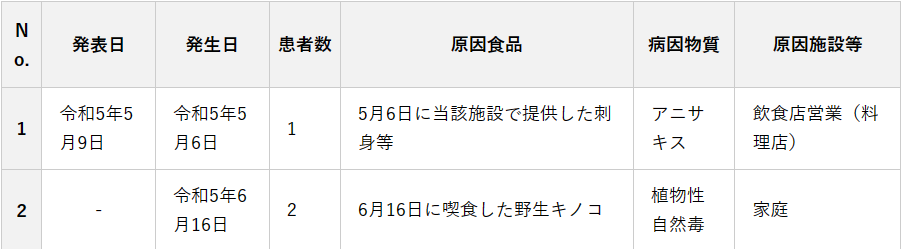 No. 発表日 発生日 患者数 原因食品 病因物質 原因施設等
1 令和5年5月9日 令和5年5月6日 1 5月6日に当該施設で提供した刺身等 アニサキス 飲食店営業（料理店）
2 - 令和5年6月16日 2 6月16日に喫食した野生キノコ 植物性自然毒 家庭